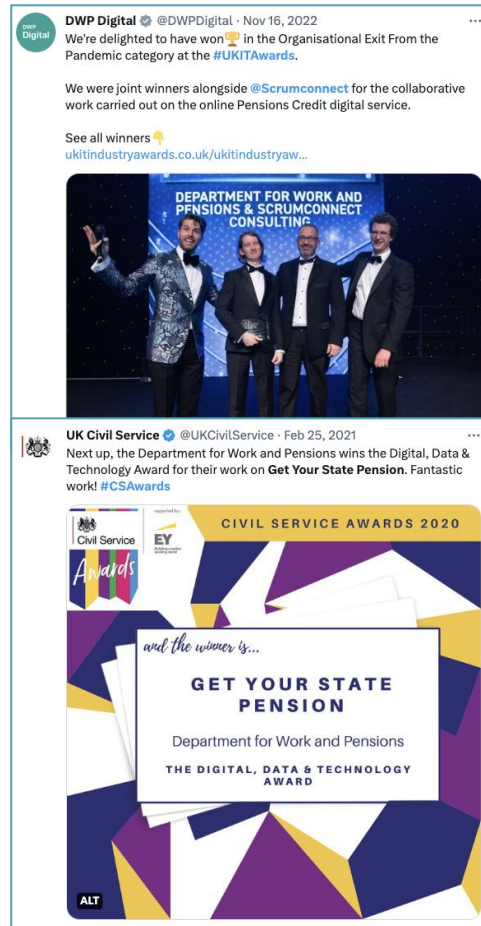 DWP Digital @DWPDigital · Nov 16, 2022
DWP
Digital
We're delighted to have won🏆 in the Organisational Exit From the
Pandemic category at the #UKITAwards.
We were joint winners alongside @Scrumconnect for the collaborative
work carried out on the online Pensions Credit digital service.
See all winners👇
ukitindustryawards.co.uk/ukitindustryaw...
DEPARTMENT FOR WORK AND
PENSIONS & SCRUMCONNECT
CONSULTING
UK Civil Service @UKCivilService · Feb 25, 2021
Next up, the Department for Work and Pensions wins the Digital, Data &
Technology Award for their work on Get Your State Pension. Fantastic
work! #CSAwards
Civil Service
Awards
supported by
EY
Building a better
working world
CIVIL SERVICE AWARDS 2020
and the winner is...
GET YOUR STATE
PENSION
Department for Work and Pensions
THE DIGITAL, DATA & TECHNOLOGY
AWARD
ALT